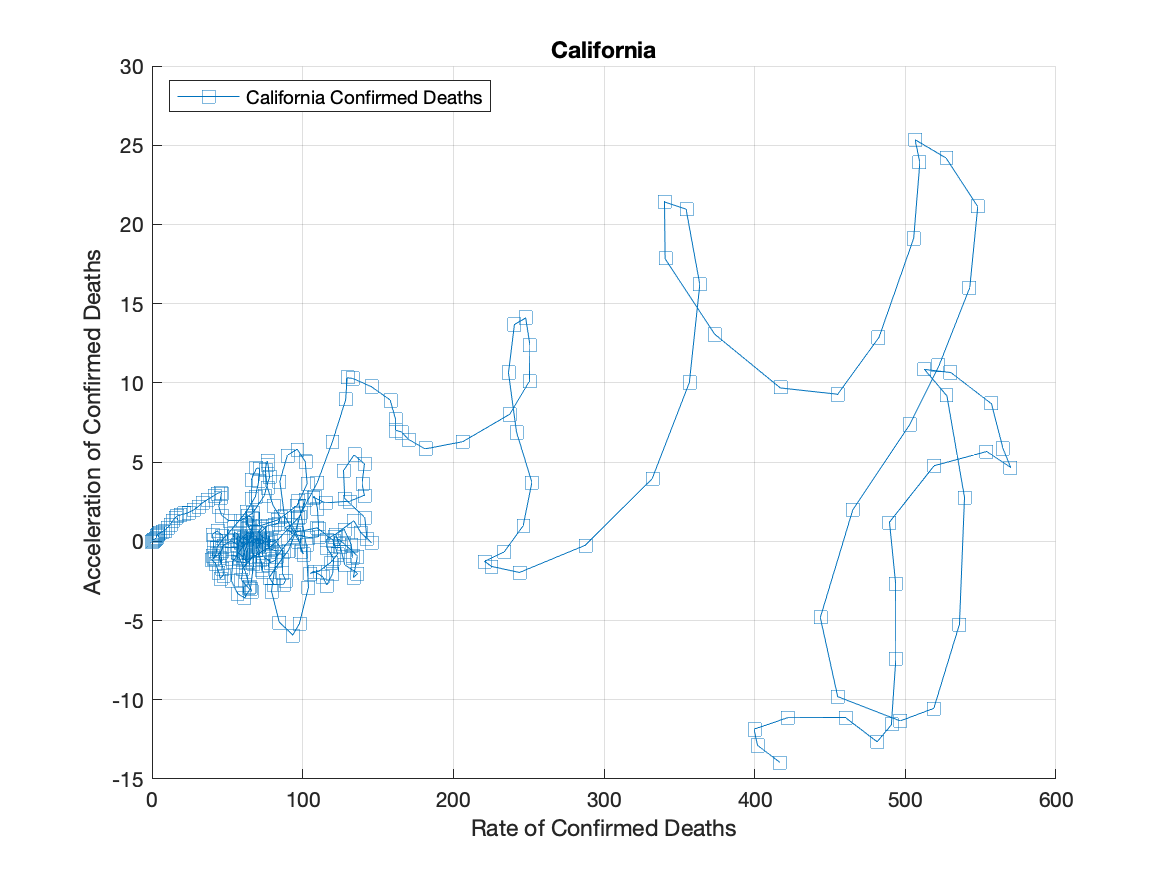 California
30
California Confirmed Deaths
25
20
15
10
5
0
-5
-10
-15
Acceleration of Confirmed Deaths
0 100 200 300 400 500 600
Rate of Confirmed Deaths